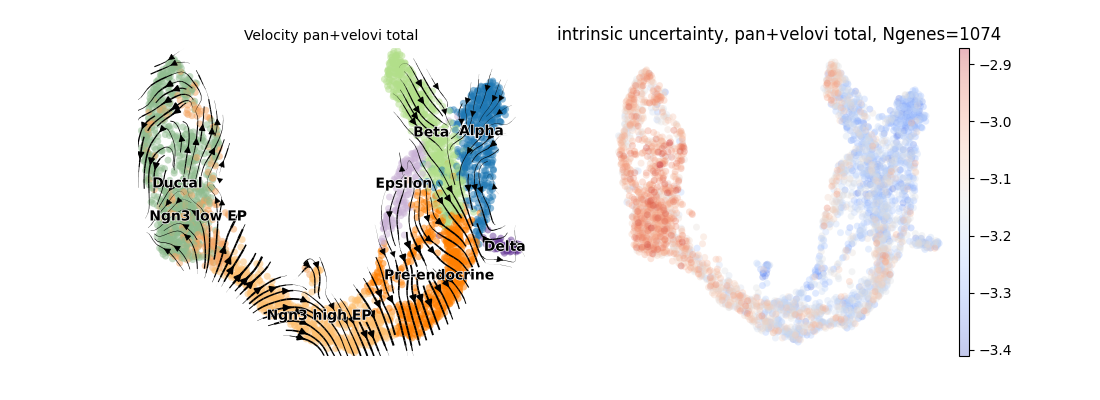 Velocity pan+velovi total
intrinsic uncertainty, pan+velovi total, Ngenes=1074
Beta
Alpha
Ductal
Epsilon
Ngn3 low EP
Delta
Pre-endocrine
Ngn3 high EP
−2.9
−3.0
−3.1
−3.2
−3.3
−3.4